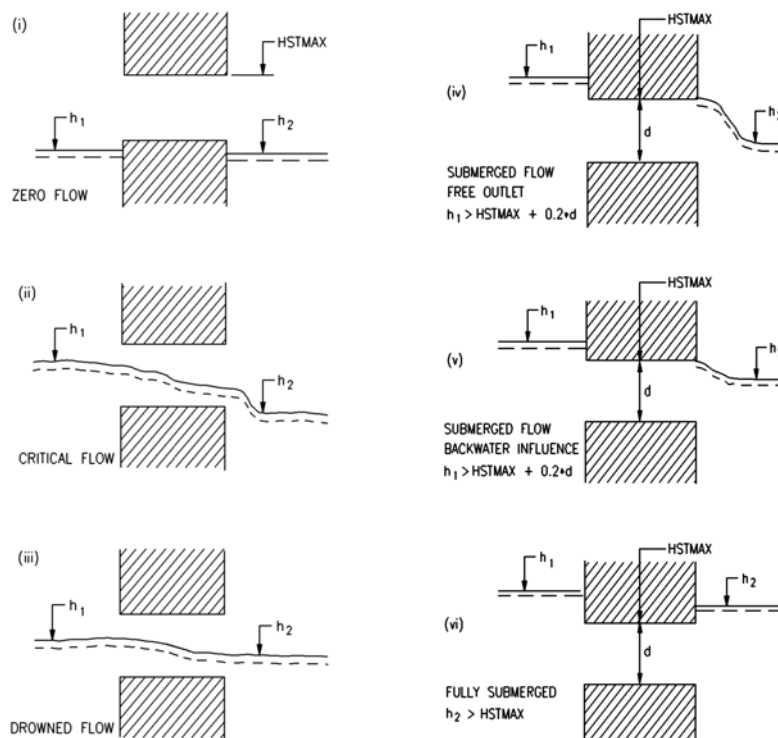 (i)
HSTMAX
h₁
h₂
ZERO FLOW
(ii)
h₁
h₂
CRITICAL FLOW
(iii)
h₁
h₂
DROWNED FLOW
HSTMAX
h₁
(iv)
h
d
SUBMERGED FLOW
FREE OUTLET
h₁ > HSTMAX + 0.2*d
HSTMAX
h₁
(v)
h
d
SUBMERGED FLOW
BACKWATER INFLUENCE
h₁ > HSTMAX + 0.2*d
HSTMAX
h₁
h₂
(vi)
d
FULLY SUBMERGED
h₂ > HSTMAX